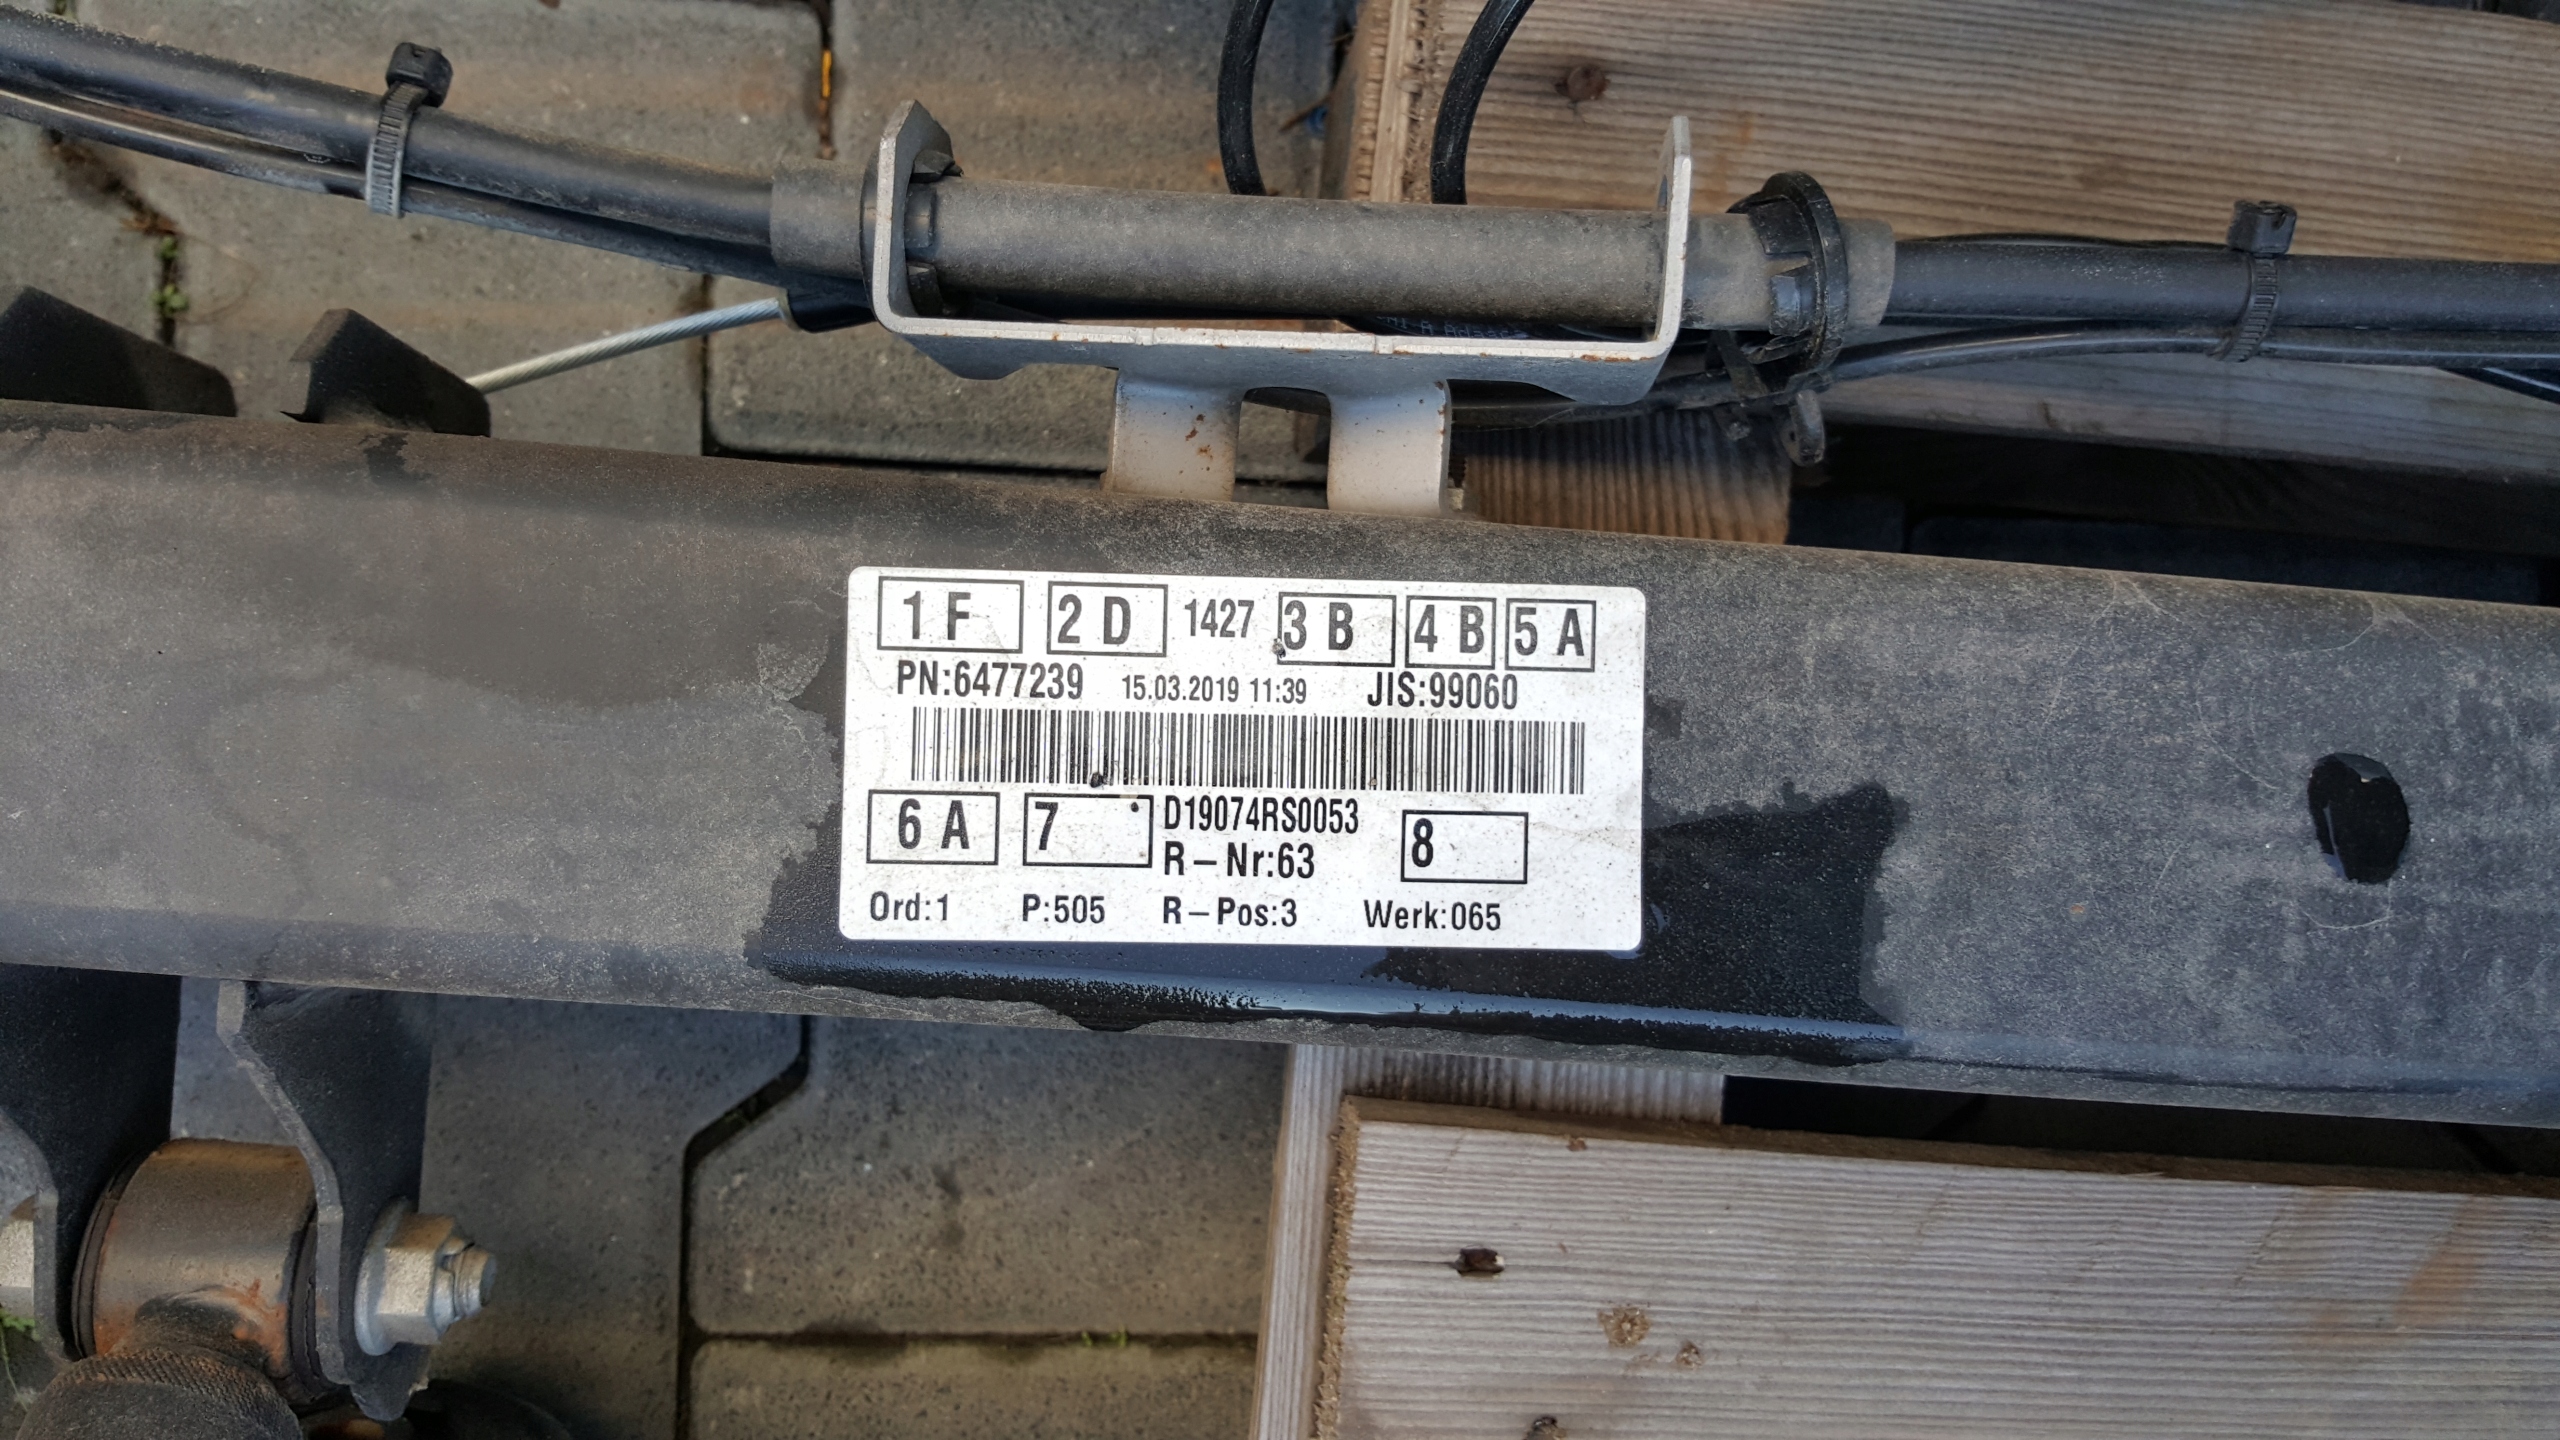 1 F 2 D 1427 3 B 4 B 5 A
PN:6477239 15.03.2019 11:39 JIS:99060
6 A 7 D19074RS0053 8
R-Nr:63
Ord:1 P:505 R-Pos:3 Werk:065